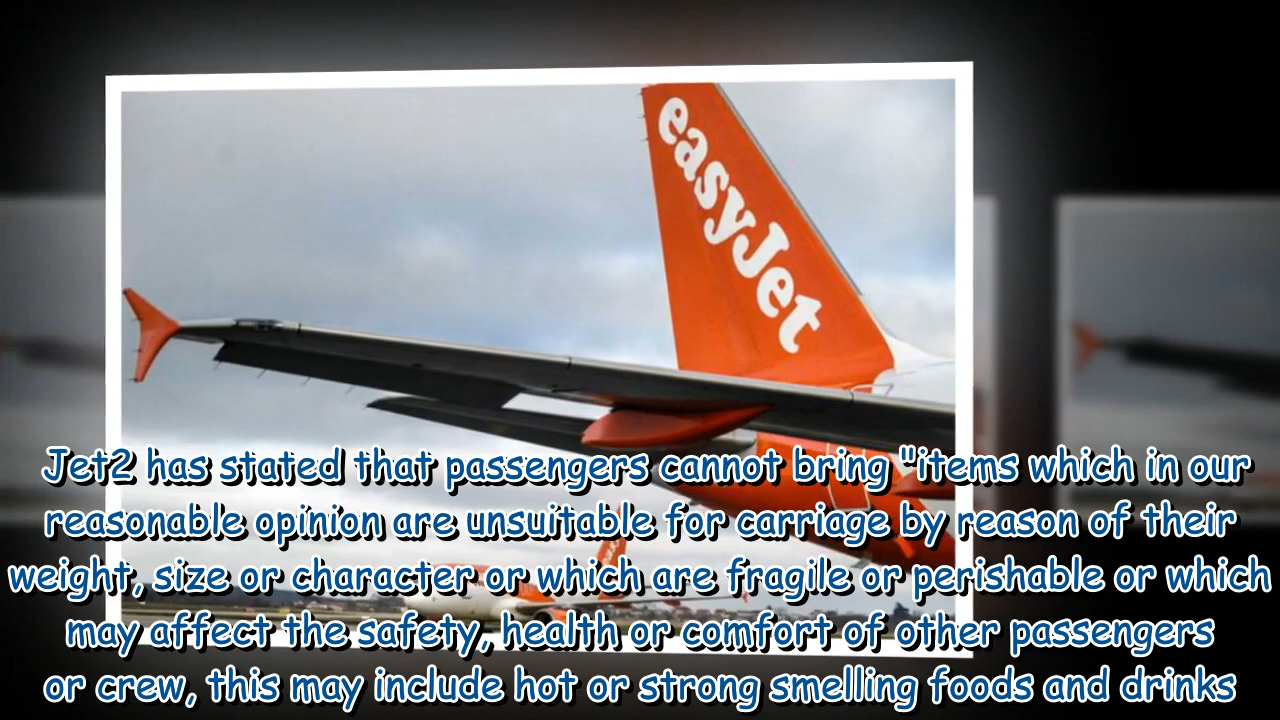 easyJet
Jet2 has stated that passengers cannot bring "items which in our
reasonable opinion are unsuitable for carriage by reason of their
weight, size or character or which are fragile or perishable or which
may affect the safety, health or comfort of other passengers
or crew, this may include hot or strong smelling foods and drinks